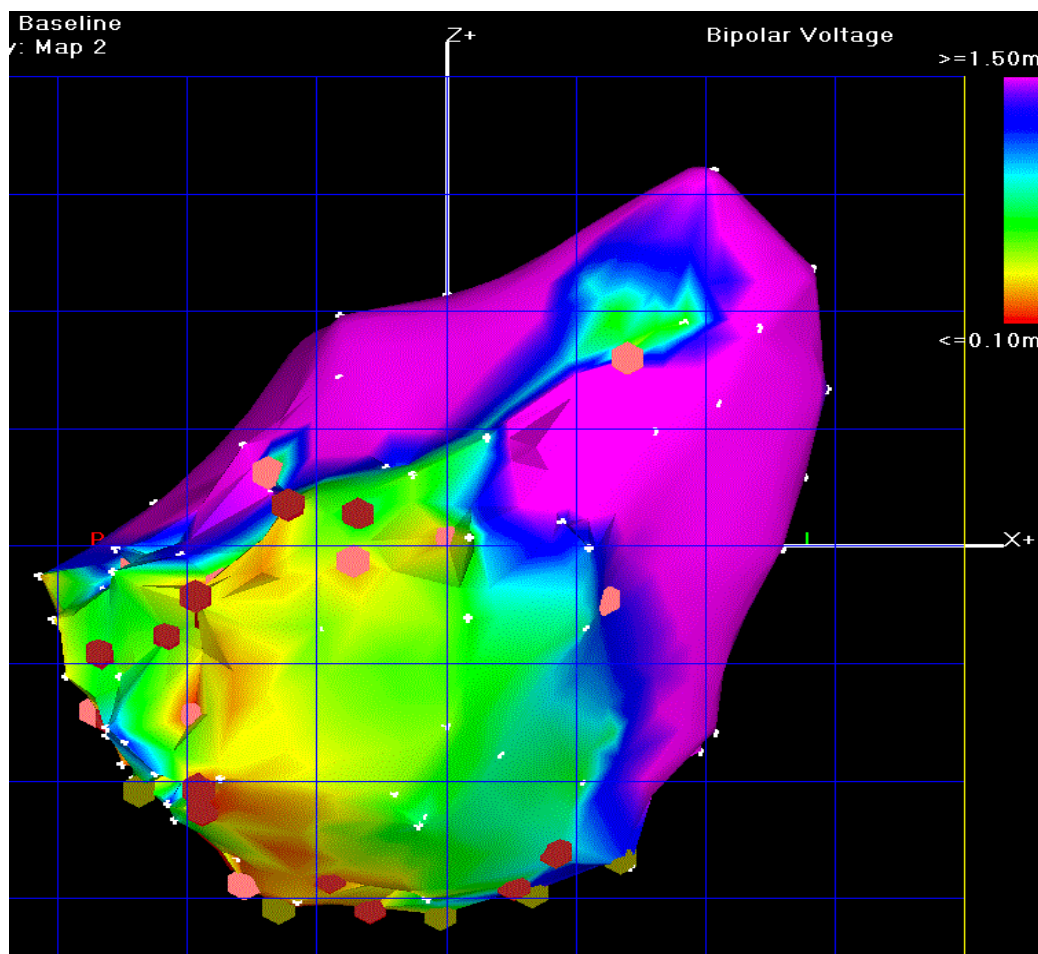 Baseline
y: Map 2
Z+
Bipolar Voltage
>=1.50m
<=0.10m
P
L
X+